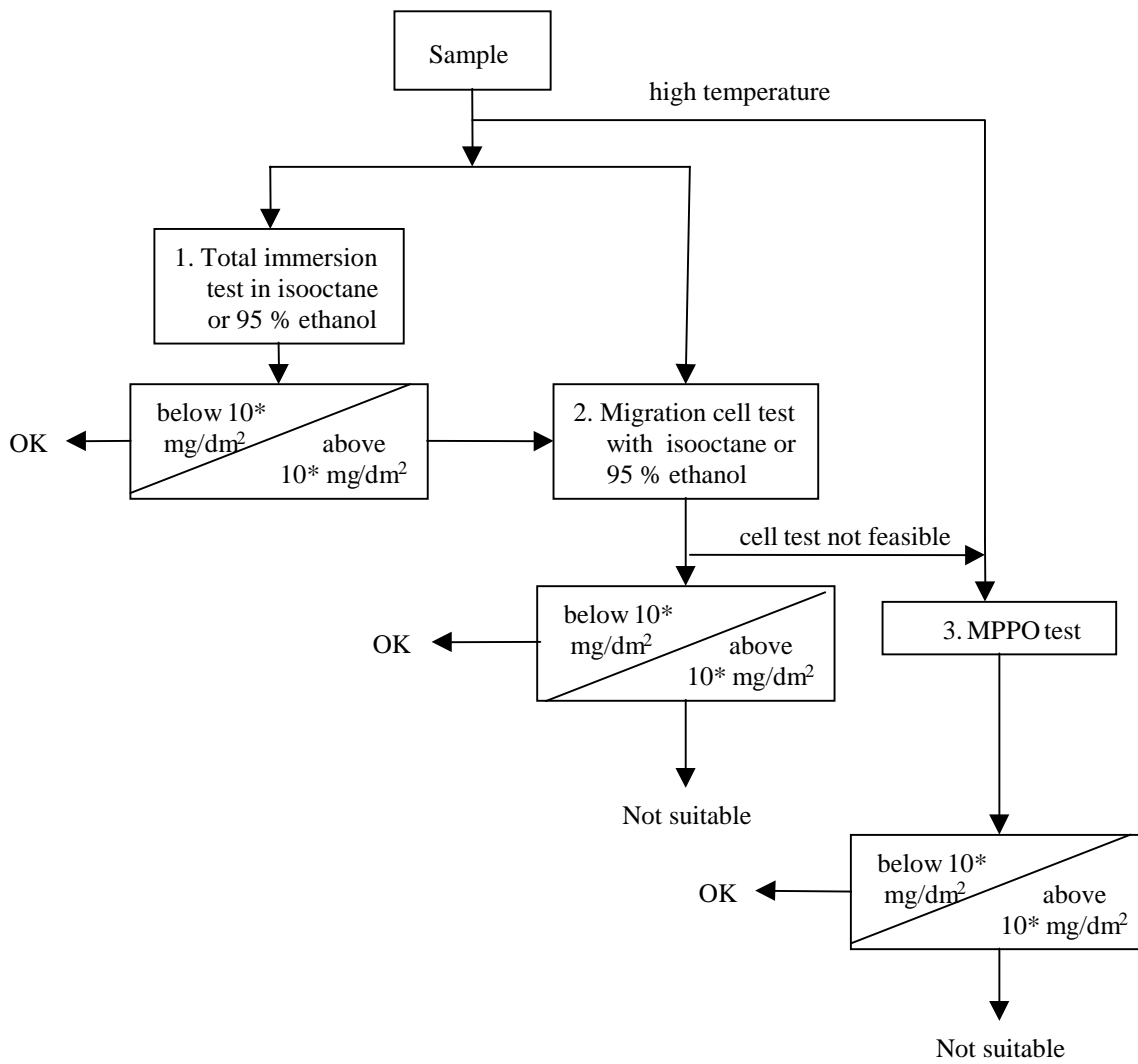 Sample
high temperature
1. Total immersion
test in isooctane
or 95 % ethanol
below 10*
mg/dm²
above
10* mg/dm²
OK
2. Migration cell test
with isooctane or
95 % ethanol
cell test not feasible
below 10*
mg/dm²
above
10* mg/dm²
OK
Not suitable
3. MPPO test
below 10*
mg/dm²
above
10* mg/dm²
OK
Not suitable